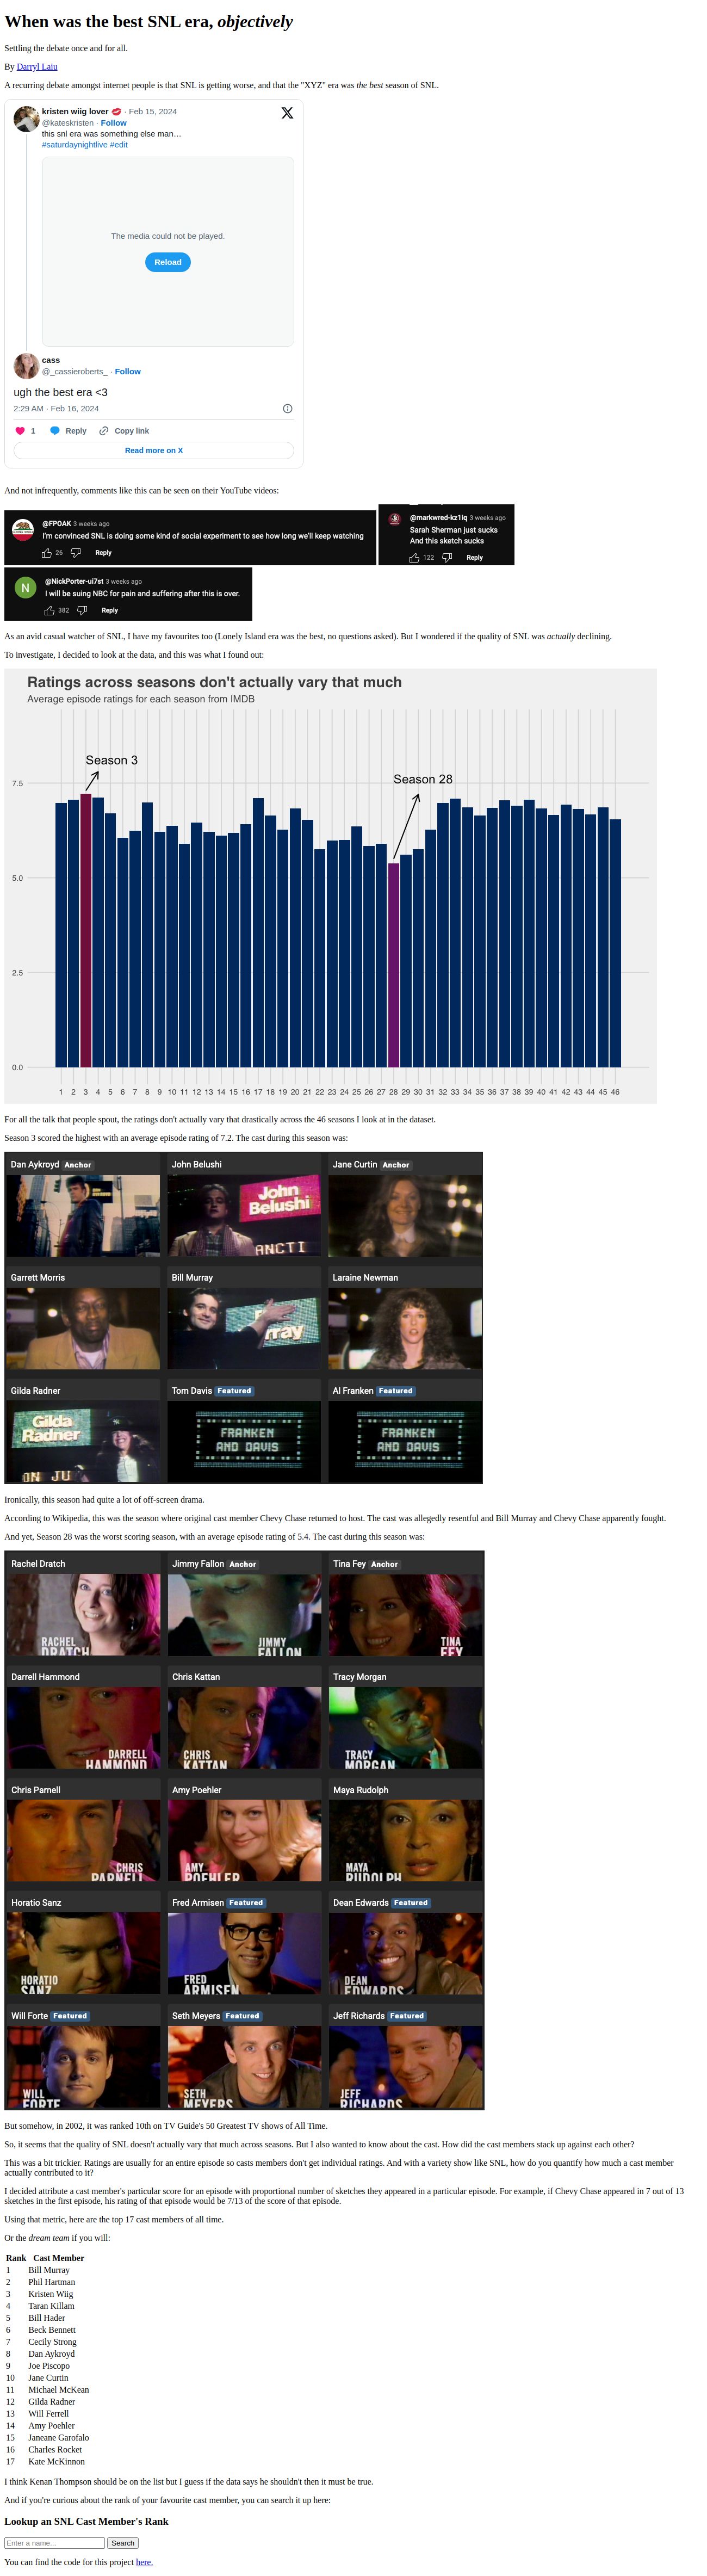 When was the best SNL era, objectively
Settling the debate once and for all.
By Darryl Laiu
A recurring debate amongst internet people is that SNL is getting worse, and that the "XYZ" era was the best season of SNL.
kristen wiig lover 💋 · Feb 15, 2024
@kateskristen · Follow
this snl era was something else man…
#saturdaynightlive #edit
The media could not be played.
Reload
cass
@_cassieroberts_ · Follow
ugh the best era <3
2:29 AM · Feb 16, 2024
1 Reply Copy link
Read more on X
And not infrequently, comments like this can be seen on their YouTube videos:
@FPOAK 3 weeks ago
I'm convinced SNL is doing some kind of social experiment to see how long we'll keep watching
26 Reply
@markwred-kz1iq 3 weeks ago
Sarah Sherman just sucks
And this sketch sucks
122 Reply
N
@NickPorter-ui7st 3 weeks ago
I will be suing NBC for pain and suffering after this is over.
382 Reply
As an avid casual watcher of SNL, I have my favourites too (Lonely Island era was the best, no questions asked). But I wondered if the quality of SNL was actually declining.
To investigate, I decided to look at the data, and this was what I found out:
Ratings across seasons don't actually vary that much
Average episode ratings for each season from IMDB
Season 3
Season 28
7.5
5.0
2.5
0.0
1 2 3 4 5 6 7 8 9 10 11 12 13 14 15 16 17 18 19 20 21 22 23 24 25 26 27 28 29 30 31 32 33 34 35 36 37 38 39 40 41 42 43 44 45 46
For all the talk that people spout, the ratings don't actually vary that drastically across the 46 seasons I look at in the dataset.
Season 3 scored the highest with an average episode rating of 7.2. The cast during this season was:
Dan Aykroyd Anchor John Belushi Jane Curtin Anchor
John
Belushi
ANCTI
Garrett Morris Bill Murray Laraine Newman
Gilda Radner Tom Davis Featured Al Franken Featured
Gilda
Radner
ON JU
FRANKEN
AND DAVIS
FRANKEN
AND DAVIS
Ironically, this season had quite a lot of off-screen drama.
According to Wikipedia, this was the season where original cast member Chevy Chase returned to host. The cast was allegedly resentful and Bill Murray and Chevy Chase apparently fought.
And yet, Season 28 was the worst scoring season, with an average episode rating of 5.4. The cast during this season was:
Rachel Dratch Jimmy Fallon Anchor Tina Fey Anchor
RACHEL DRATCH
JIMMY FALLON
TINA FEY
Darrell Hammond Chris Kattan Tracy Morgan
DARRELL HAMMOND
CHRIS KATTAN
TRACY MORGAN
Chris Parnell Amy Poehler Maya Rudolph
CHRIS PARNELL
AMY POEHLER
MAYA RUDOLPH
Horatio Sanz Fred Armisen Featured Dean Edwards Featured
HORATIO SANZ
FRED ARMISEN
DEAN EDWARDS
Will Forte Featured Seth Meyers Featured Jeff Richards Featured
WILL FORTE
SETH MEYERS
JEFF RICHARDS
But somehow, in 2002, it was ranked 10th on TV Guide's 50 Greatest TV shows of All Time.
So, it seems that the quality of SNL doesn't actually vary that much across seasons. But I also wanted to know about the cast. How did the cast members stack up against each other?
This was a bit trickier. Ratings are usually for an entire episode so casts members don't get individual ratings. And with a variety show like SNL, how do you quantify how much a cast member
actually contributed to it?
I decided attribute a cast member's particular score for an episode with proportional number of sketches they appeared in a particular episode. For example, if Chevy Chase appeared in 7 out of 13
sketches in the first episode, his rating of that episode would be 7/13 of the score of that episode.
Using that metric, here are the top 17 cast members of all time.
Or the dream team if you will:
Rank Cast Member
1 Bill Murray
2 Phil Hartman
3 Kristen Wiig
4 Taran Killam
5 Bill Hader
6 Beck Bennett
7 Cecily Strong
8 Dan Aykroyd
9 Joe Piscopo
10 Jane Curtin
11 Michael McKean
12 Gilda Radner
13 Will Ferrell
14 Amy Poehler
15 Janeane Garofalo
16 Charles Rocket
17 Kate McKinnon
I think Kenan Thompson should be on the list but I guess if the data says he shouldn't then it must be true.
And if you're curious about the rank of your favourite cast member, you can search it up here:
Lookup an SNL Cast Member's Rank
Enter a name... Search
You can find the code for this project here.